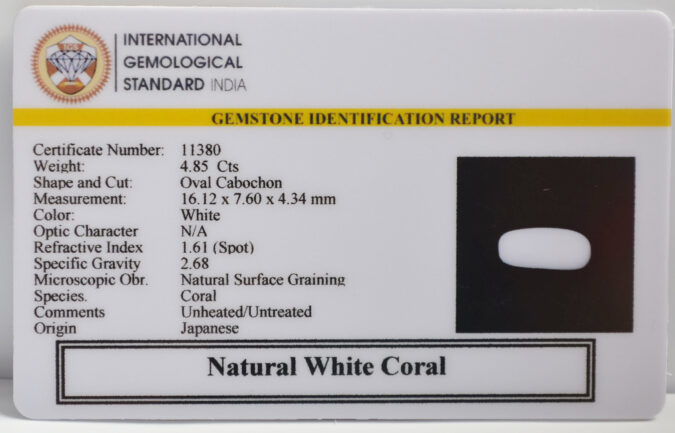 IGS
INTERNATIONAL
GEMOLOGICAL
STANDARD INDIA
GEMSTONE IDENTIFICATION REPORT
Certificate Number: 11380
Weight: 4.85 Cts
Shape and Cut: Oval Cabochon
Measurement: 16.12 x 7.60 x 4.34 mm
Color: White
Optic Character N/A
Refractive Index 1.61 (Spot)
Specific Gravity 2.68
Microscopic Obr. Natural Surface Graining
Species. Coral
Comments Unheated/Untreated
Origin Japanese
Natural White Coral